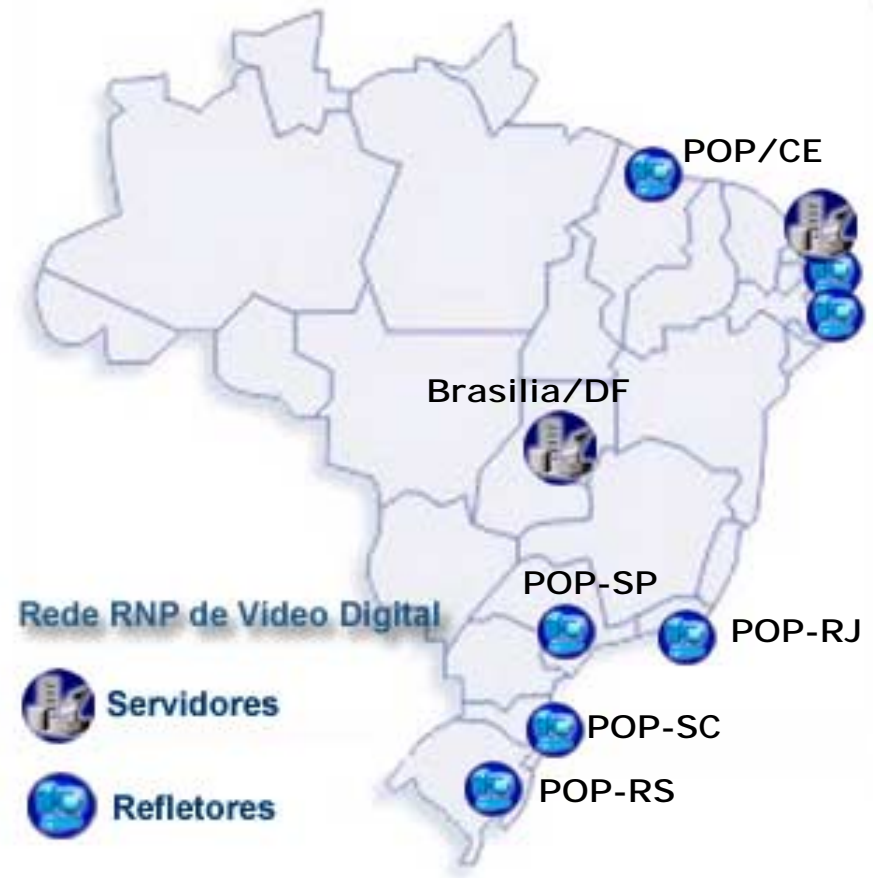 POP/CE
Brasilia/DF
POP-SP
Rede RNP de Video Digital
POP-RJ
Servidores
POP-SC
POP-RS
Refletores